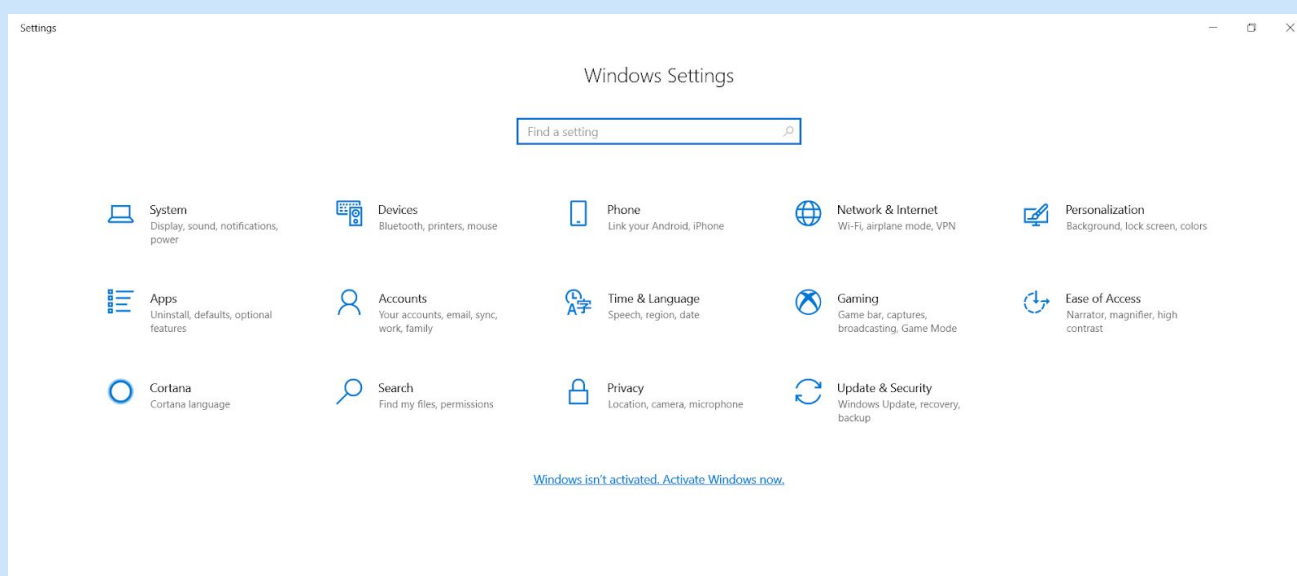 Settings
Windows Settings
Find a setting
System
Display, sound, notifications,
power
Devices
Bluetooth, printers, mouse
Phone
Link your Android, iPhone
Network & Internet
Wi-Fi, airplane mode, VPN
Personalization
Background, lock screen, colors
Apps
Uninstall, defaults, optional
features
Accounts
Your accounts, email, sync,
work, family
Time & Language
Speech, region, date
Gaming
Game bar, captures,
broadcasting, Game Mode
Ease of Access
Narrator, magnifier, high
contrast
Cortana
Cortana language
Search
Find my files, permissions
Privacy
Location, camera, microphone
Update & Security
Windows Update, recovery,
backup
Windows isn't activated. Activate Windows now.